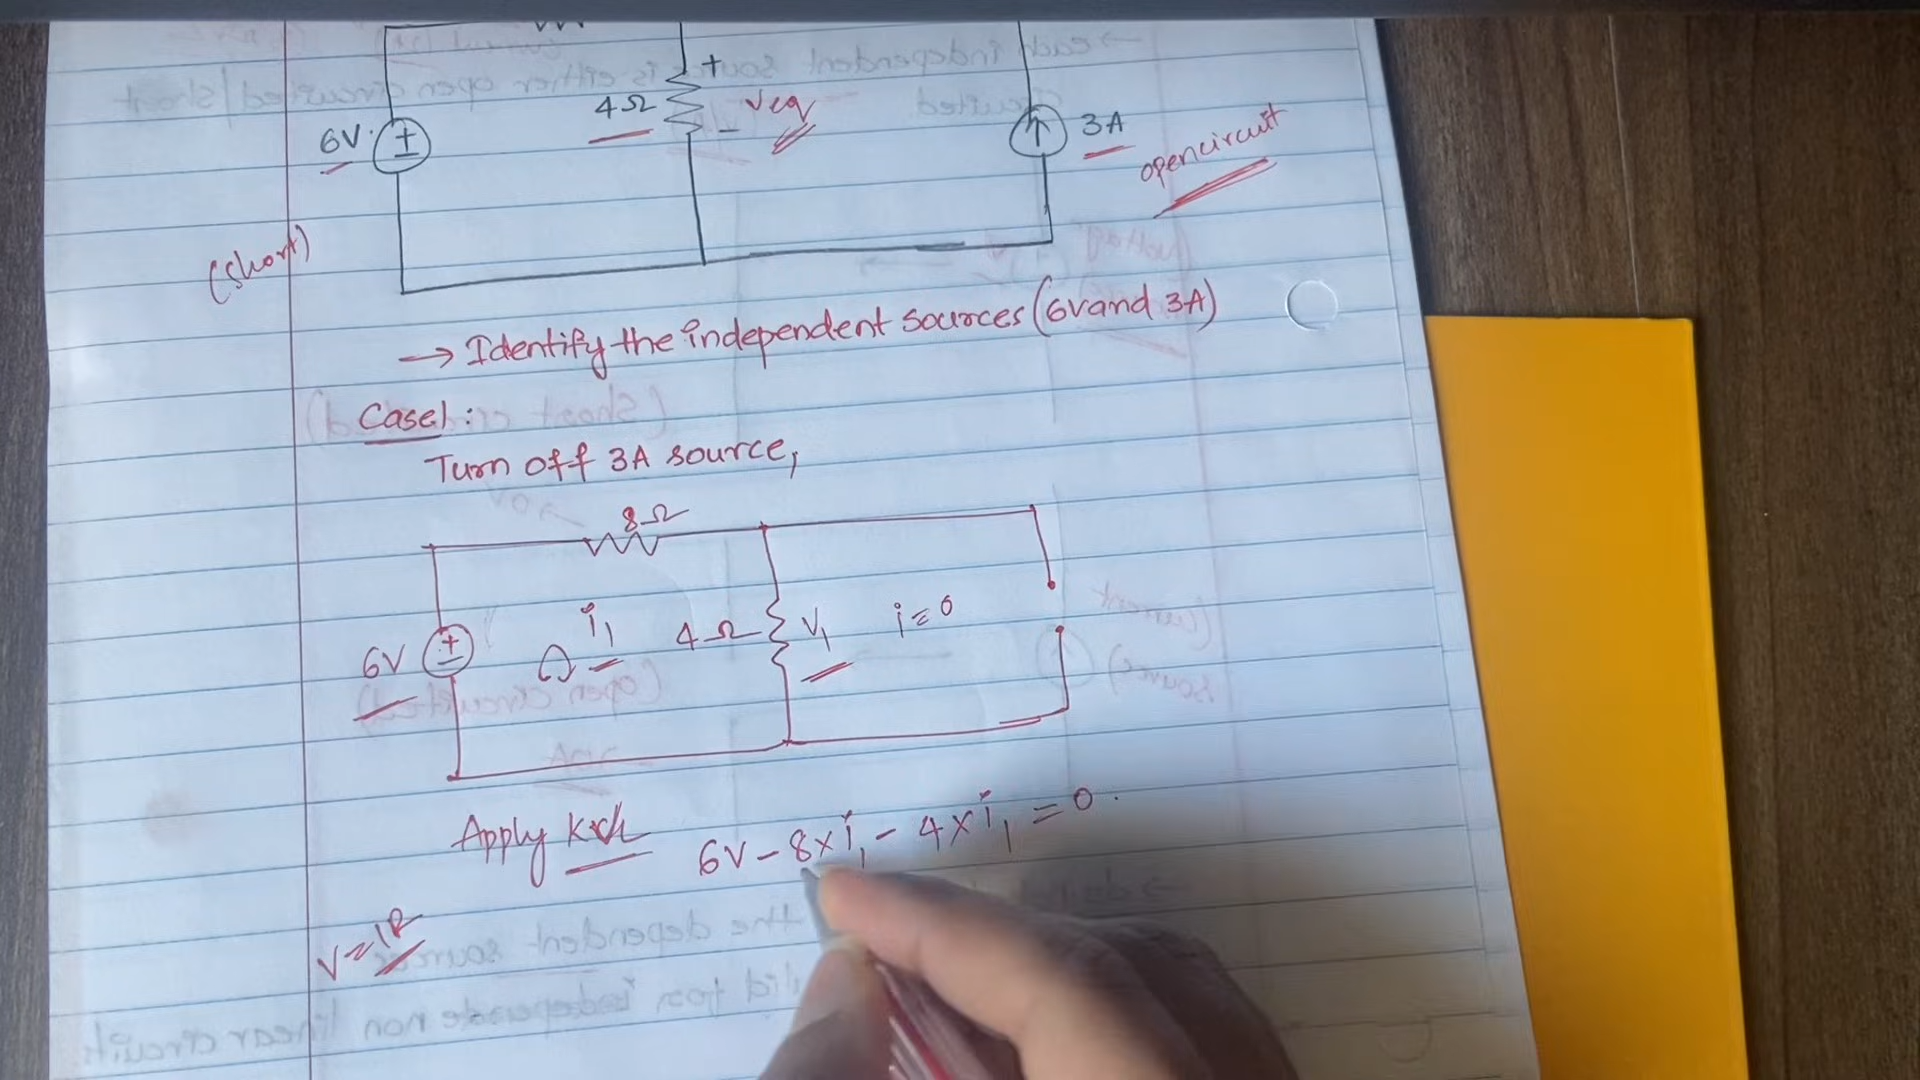 +
4Ω
Veq
-
6V
3A
opencircuit
(short)
→ Identify the independent sources (6V and 3A)
Case1:
Turn off 3A source,
8Ω
6V
i₁
4Ω
V₁
i=0
Apply
6V - 8×i₁ - 4×i₁ = 0.
V=IR